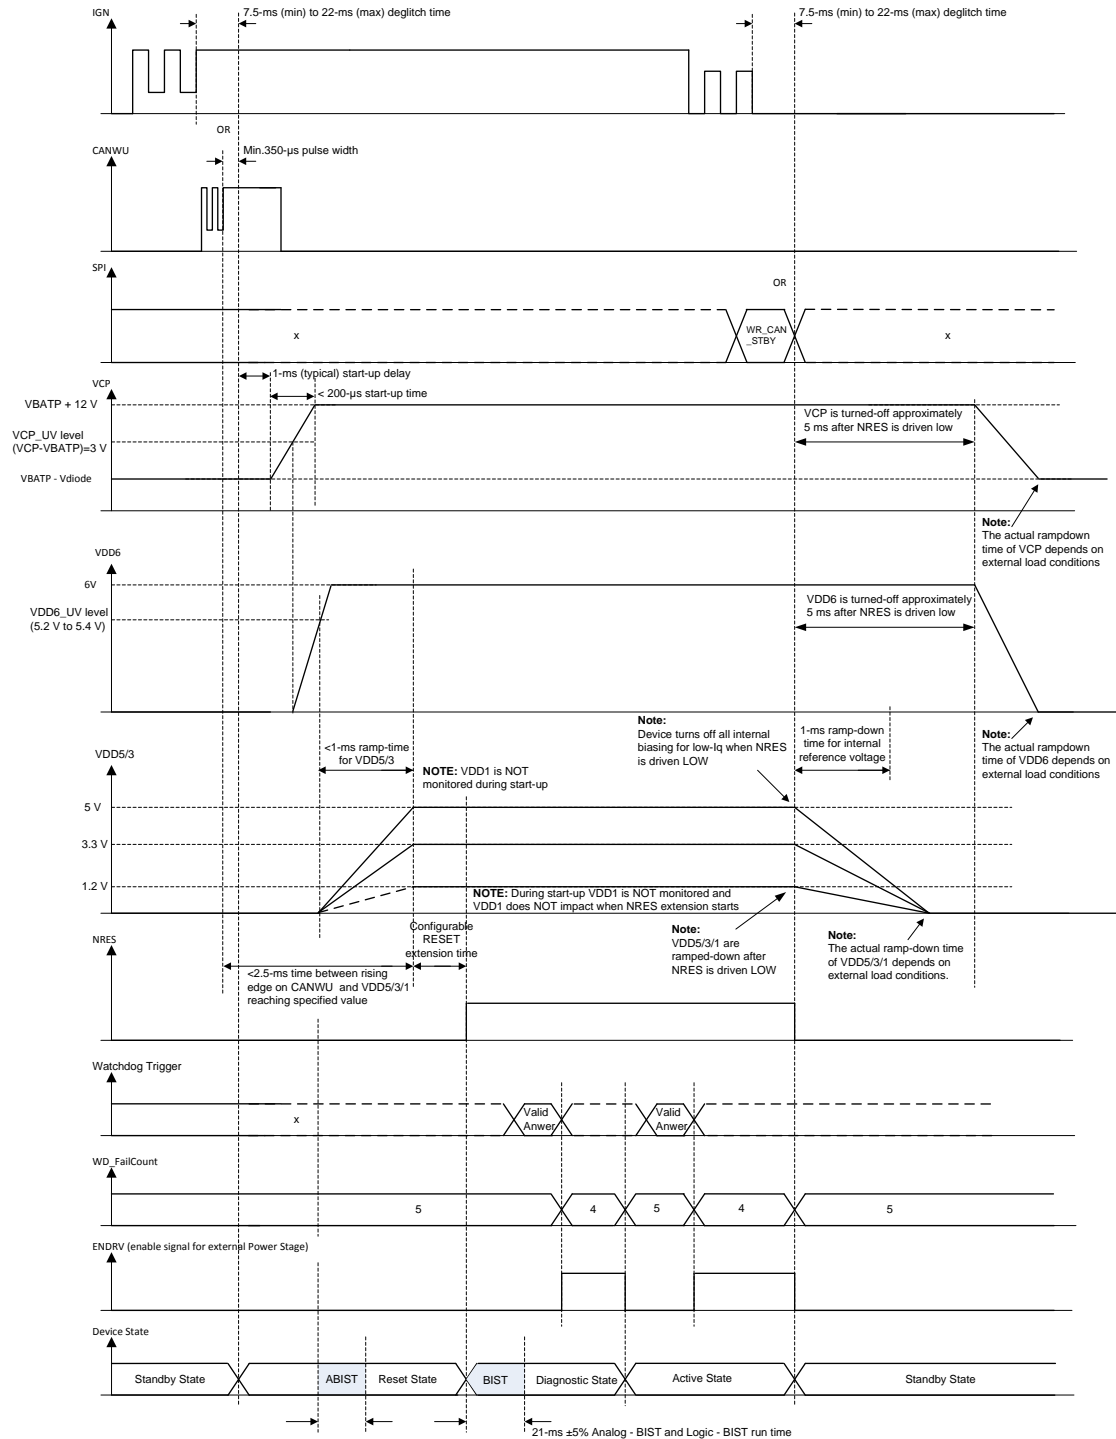 7.5-ms (min) to 22-ms (max) deglitch time
7.5-ms (min) to 22-ms (max) deglitch time
IGN
OR
Min.350-µs pulse width
CANWU
SPI
OR
x
WR_CAN
_STBY
x
1-ms (typical) start-up delay
VCP
< 200-µs start-up time
VBATP + 12 V
VCP is turned-off approximately
5 ms after NRES is driven low
VCP_UV level
(VCP-VBATP)=3 V
VBATP - Vdiode
Note:
The actual rampdown
time of VCP depends on
external load conditions
VDD6
6V
VDD6_UV level
(5.2 V to 5.4 V)
VDD6 is turned-off approximately
5 ms after NRES is driven low
Note:
Device turns off all internal
biasing for low-Iq when NRES
is driven LOW
1-ms ramp-down
time for internal
reference voltage
Note:
The actual rampdown
time of VDD6 depends on
external load conditions
VDD5/3
<1-ms ramp-time
for VDD5/3
NOTE: VDD1 is NOT
monitored during start-up
5 V
3.3 V
1.2 V
NOTE: During start-up VDD1 is NOT monitored and
VDD1 does NOT impact when NRES extension starts
Configurable
RESET
extension time
Note:
VDD5/3/1 are
ramped-down after
NRES is driven LOW
Note:
The actual ramp-down time
of VDD5/3/1 depends on
external load conditions.
NRES
<2.5-ms time between rising
edge on CANWU and VDD5/3/1
reaching specified value
Watchdog Trigger
x
Valid
Anwer
Valid
Anwer
WD_FailCount
5
4
5
4
5
ENDRV (enable signal for external Power Stage)
Device State
Standby State
ABIST
Reset State
BIST
Diagnostic State
Active State
Standby State
21-ms ±5% Analog - BIST and Logic - BIST run time